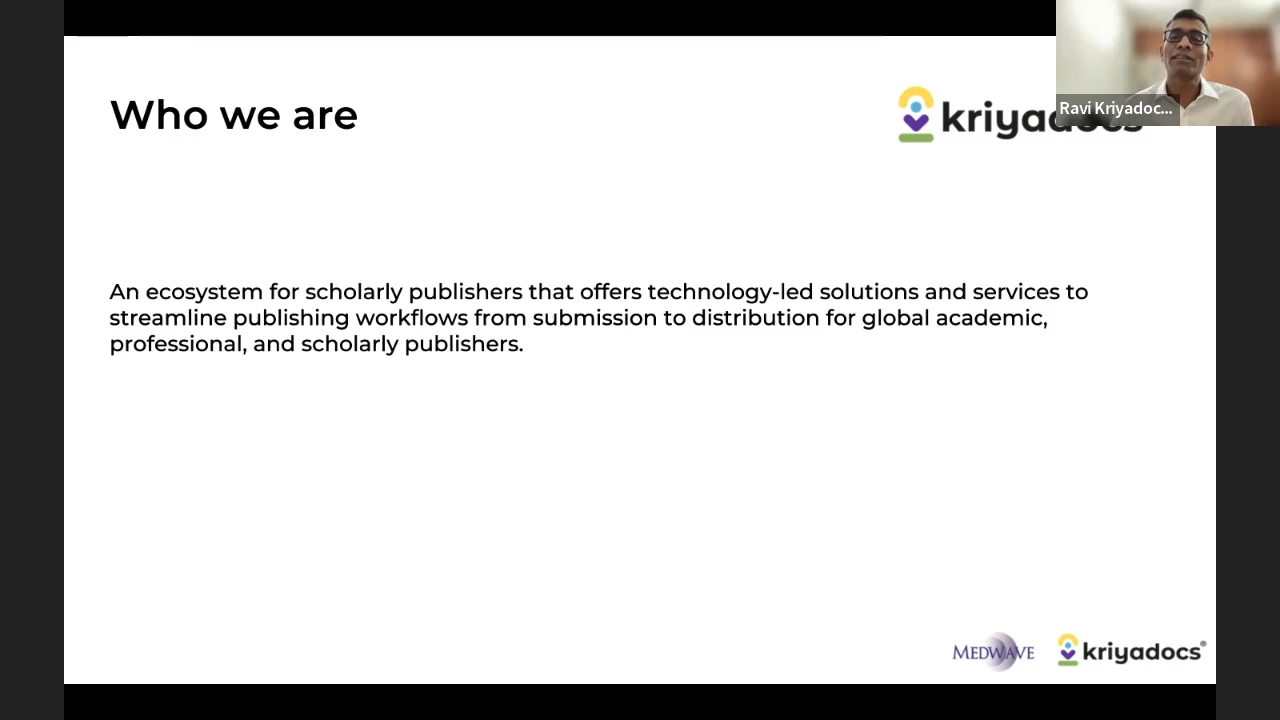 Who we are
kriyadocs
Ravi Kriyadoc...
An ecosystem for scholarly publishers that offers technology-led solutions and services to
streamline publishing workflows from submission to distribution for global academic,
professional, and scholarly publishers.
MEDWAVE
kriyadocs®